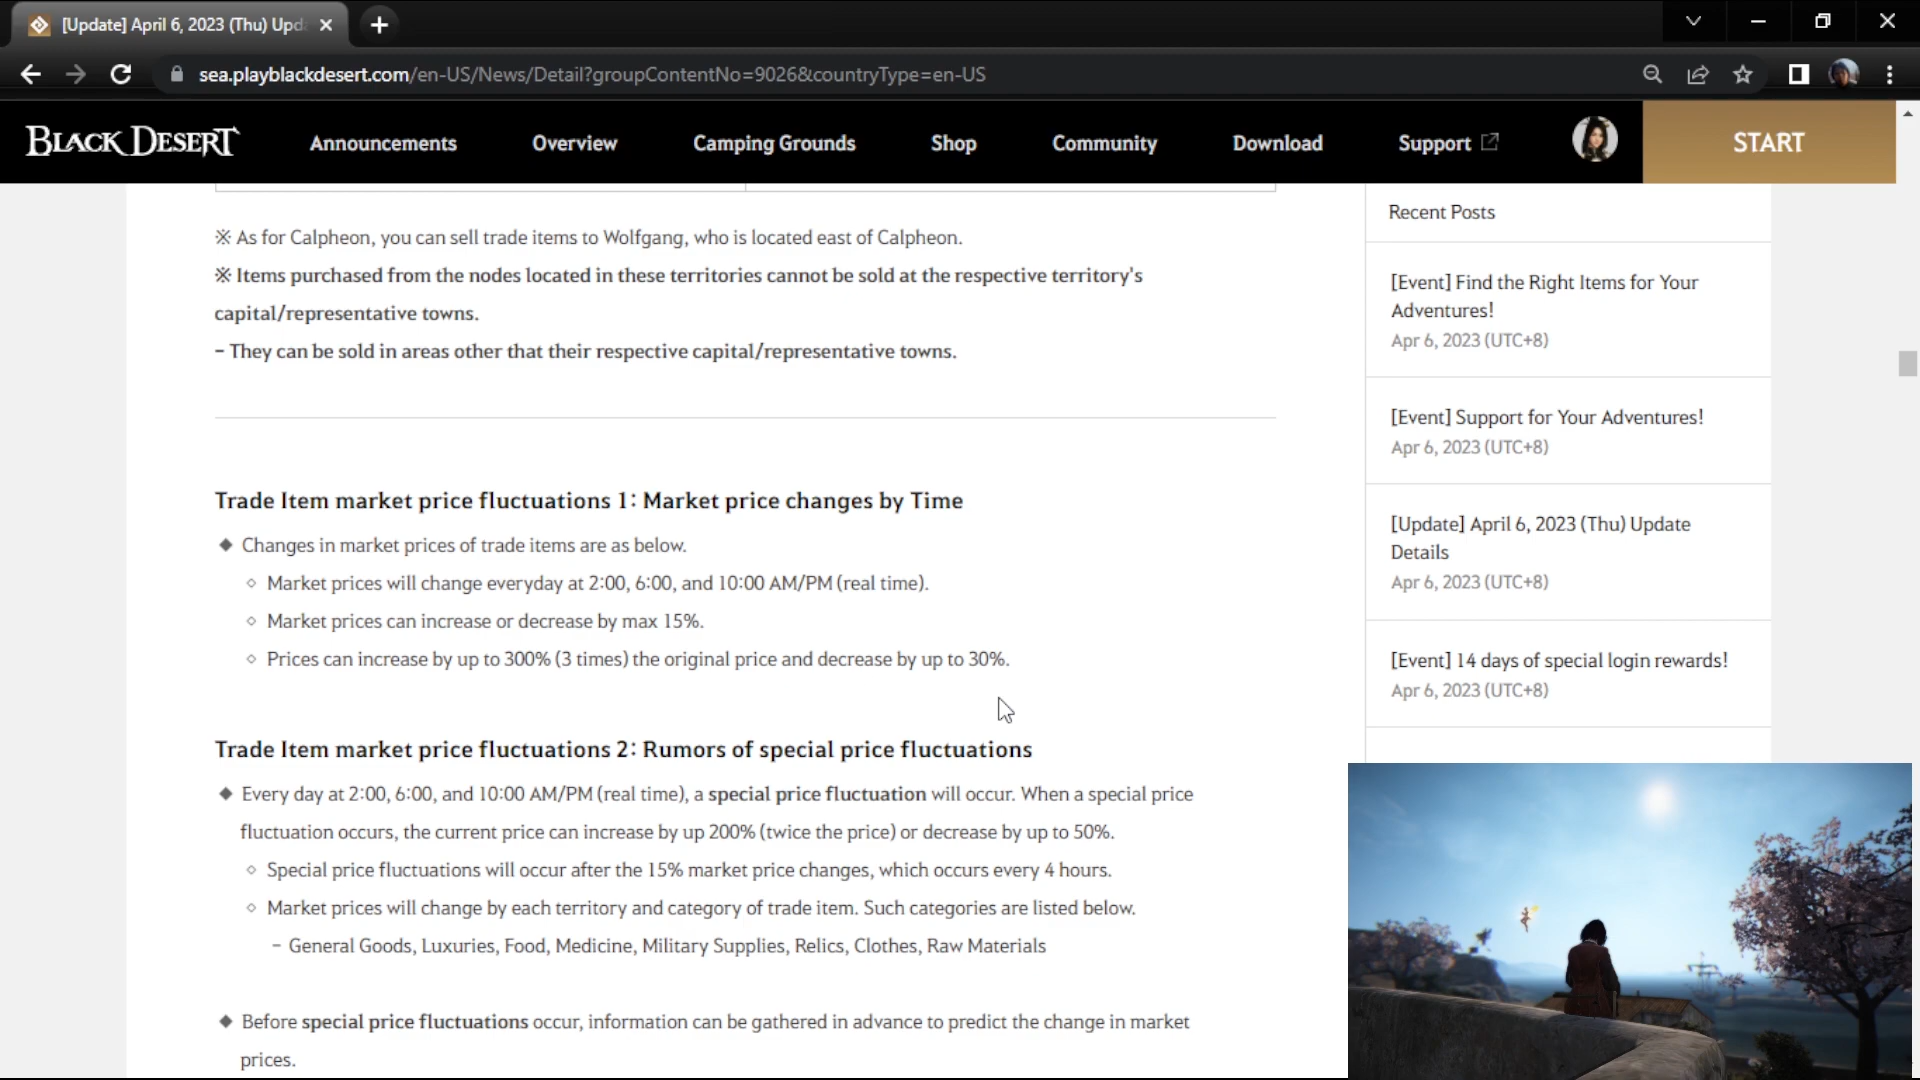 [Update] April 6, 2023 (Thu) Upd
sea.playblackdesert.com/en-US/News/Detail?groupContentNo=9026&countryType=en-US
BLACK DESERT
Announcements
Overview
Camping Grounds
Shop
Community
Download
Support
START
※ As for Calpheon, you can sell trade items to Wolfgang, who is located east of Calpheon.
※ Items purchased from the nodes located in these territories cannot be sold at the respective territory's
capital/representative towns.
- They can be sold in areas other that their respective capital/representative towns.
Trade Item market price fluctuations 1: Market price changes by Time
◆ Changes in market prices of trade items are as below.
◇ Market prices will change everyday at 2:00, 6:00, and 10:00 AM/PM (real time).
◇ Market prices can increase or decrease by max 15%.
◇ Prices can increase by up to 300% (3 times) the original price and decrease by up to 30%.
Trade Item market price fluctuations 2: Rumors of special price fluctuations
◆ Every day at 2:00, 6:00, and 10:00 AM/PM (real time), a special price fluctuation will occur. When a special price
fluctuation occurs, the current price can increase by up 200% (twice the price) or decrease by up to 50%.
◇ Special price fluctuations will occur after the 15% market price changes, which occurs every 4 hours.
◇ Market prices will change by each territory and category of trade item. Such categories are listed below.
- General Goods, Luxuries, Food, Medicine, Military Supplies, Relics, Clothes, Raw Materials
◆ Before special price fluctuations occur, information can be gathered in advance to predict the change in market
prices.
Recent Posts
[Event] Find the Right Items for Your
Adventures!
Apr 6, 2023 (UTC+8)
[Event] Support for Your Adventures!
Apr 6, 2023 (UTC+8)
[Update] April 6, 2023 (Thu) Update
Details
Apr 6, 2023 (UTC+8)
[Event] 14 days of special login rewards!
Apr 6, 2023 (UTC+8)